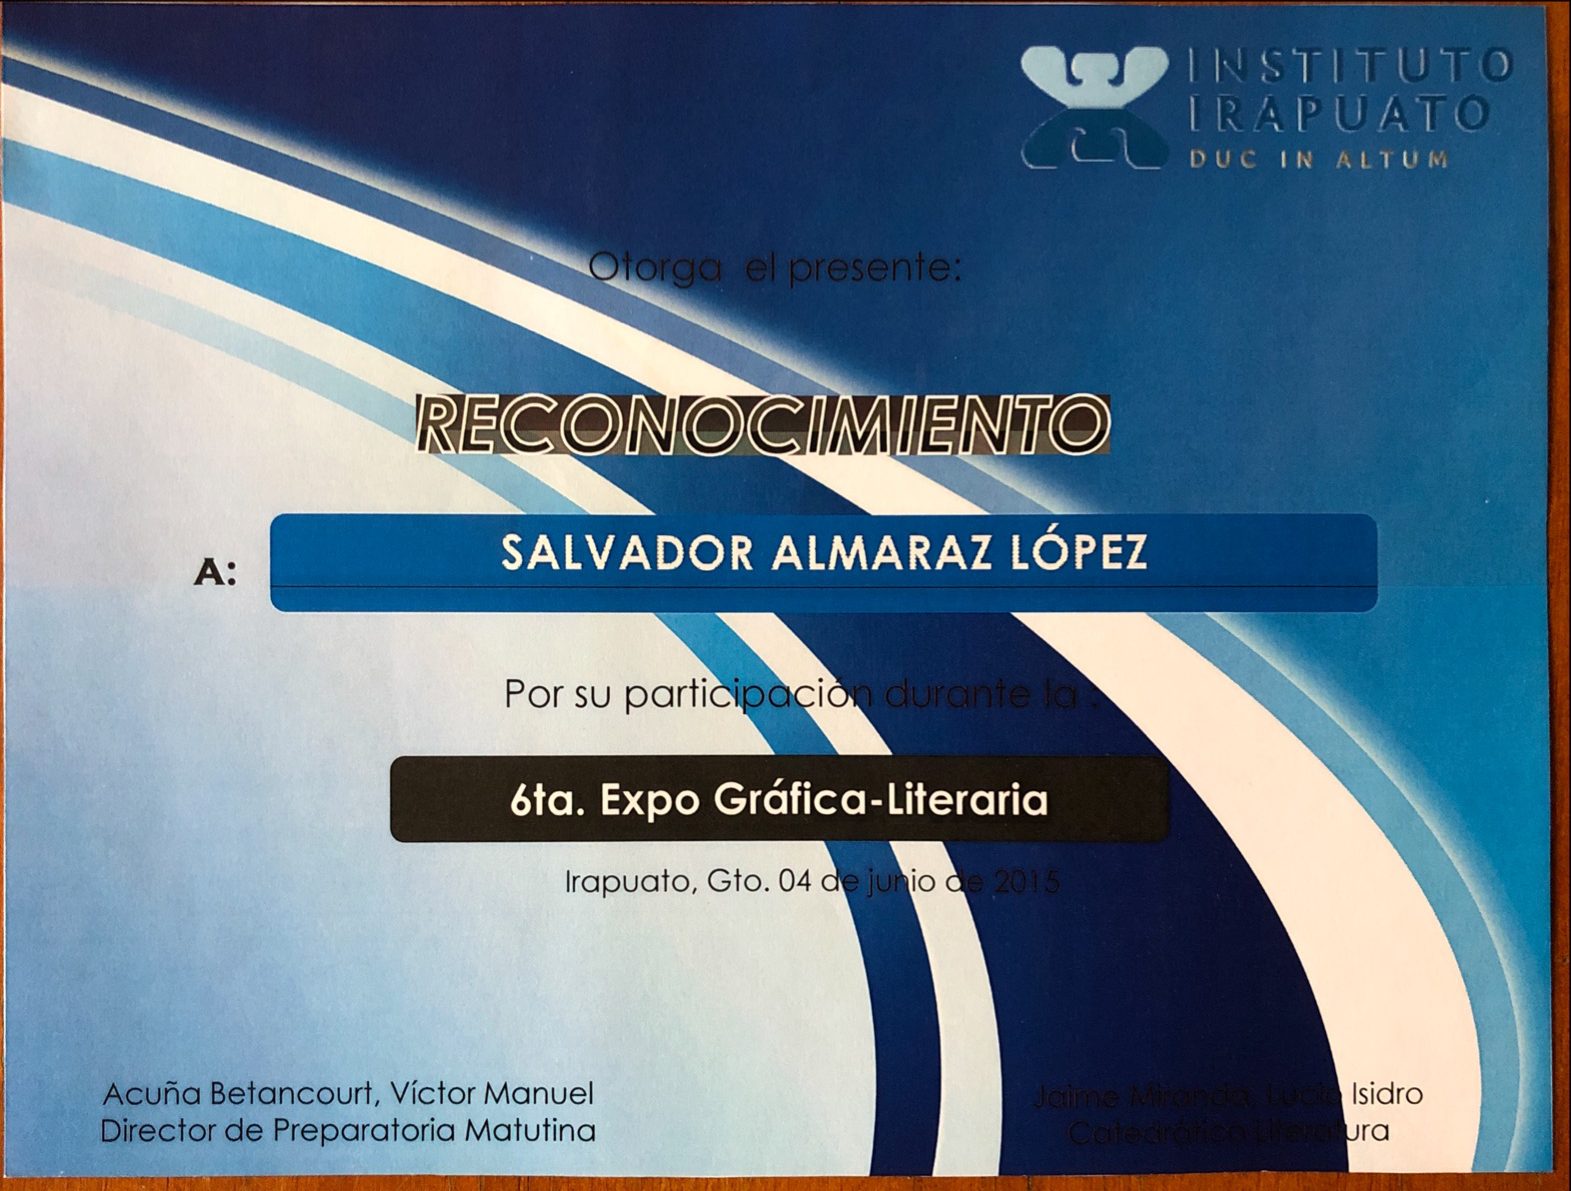 INSTITUTO
IRAPUATO
DUC IN ALTUM
Otorga el presente:
RECONOCIMIENTO
A: SALVADOR ALMARAZ LÓPEZ
Por su participación durante la :
6ta. Expo Gráfica-Literaria
Irapuato, Gto. 04 de junio de 2015
Acuña Betancourt, Víctor Manuel
Director de Preparatoria Matutina
Jaime Miranda, Lucio Isidro
Catedrático Literatura